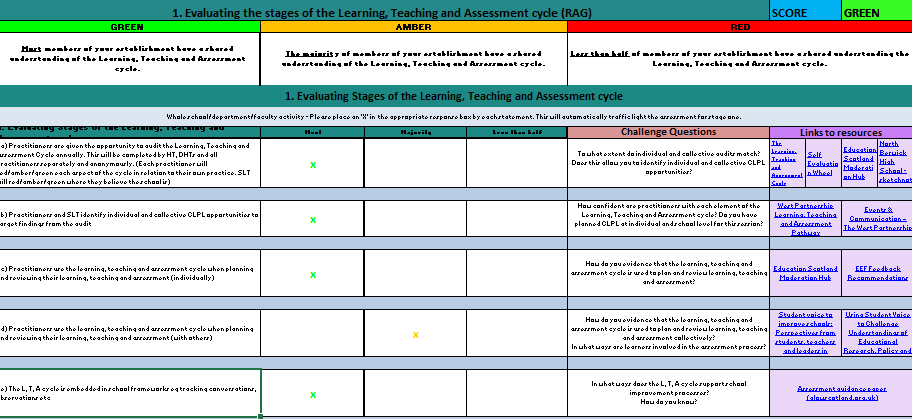 1. Evaluating the stages of the Learning, Teaching and Assessment cycle (RAG)
SCORE
GREEN
GREEN
AMBER
RED
Most members of your establishment have a shared
understanding of the Learning, Teaching and Assessment
cycle.
The majority of members of your establishment have a shared
understanding of the Learning, Teaching and Assessment
cycle.
Less than half of members of your establishment have a shared understanding the
Learning, Teaching and Assessment cycle.
1. Evaluating Stages of the Learning, Teaching and Assessment cycle
Whole school/department/faculty activity - Please place an 'X' in the appropriate response box by each statement. This will automatically traffic light the assessment for stage one.
. Evaluating Stages of the Learning, Teaching and
Most
Majority
Less than half
Challenge Questions
Links to resources
a) Practitioners are given the opportunity to audit the Learning, Teaching and
ssessment Cycle annually. This will be completed by HT, DHTs and all
ractitioners separately and anonymously. (Each practitioner will
ed/amber/green each aspect of the cycle in relation to their own practice. SLT
ill red/amber/green where they believe the school is)
X
To what extent do individual and collective audits match?
Does this allow you to identify individual and collective CLPL
opportunities?
The
Learning,
Teaching
and
Assessment
Cycle
Self
Evaluatio
n Wheel
Education
Scotland
Moderati
on Hub
North
Berwick
High
School -
sketchnot
b) Practitioners and SLT identify individual and collective CLPL opportunities to
arget findings from the audit
X
How confident are practitioners with each element of the
Learning, Teaching and Assessment cycle? Do you have
planned CLPL at individual and school level for this session?
West Partnership
Learning, Teaching
and Assessment
Pathway
Events &
Communication -
The West Partnership
c) Practitioners use the learning, teaching and assessment cycle when planning
nd reviewing their learning, teaching and assessment (individually)
X
How do you evidence that the learning, teaching and
assessment cycle is used to plan and review learning, teaching
and assessment?
Education Scotland
Moderation Hub
EEF Feedback
Recommendations
d) Practitioners use the learning, teaching and assessment cycle when planning
nd reviewing their learning, teaching and assessment (with others)
X
How do you evidence that the learning, teaching and
assessment cycle is used to plan and review learning, teaching
and assessment collectively?
In what ways are learners involved in the assessment process?
Student voice to
improve schools:
Perspectives from
students, teachers
and leaders in
Using Student Voice
to Challenge
Understandings of
Educational
Research, Policy and
e) The L, T, A cycle is embedded in school frameworks eg tracking conversations,
bservations etc
X
In what ways does the L, T, A cycle support school
improvement processes?
How do you know?
Assessment guidance paper